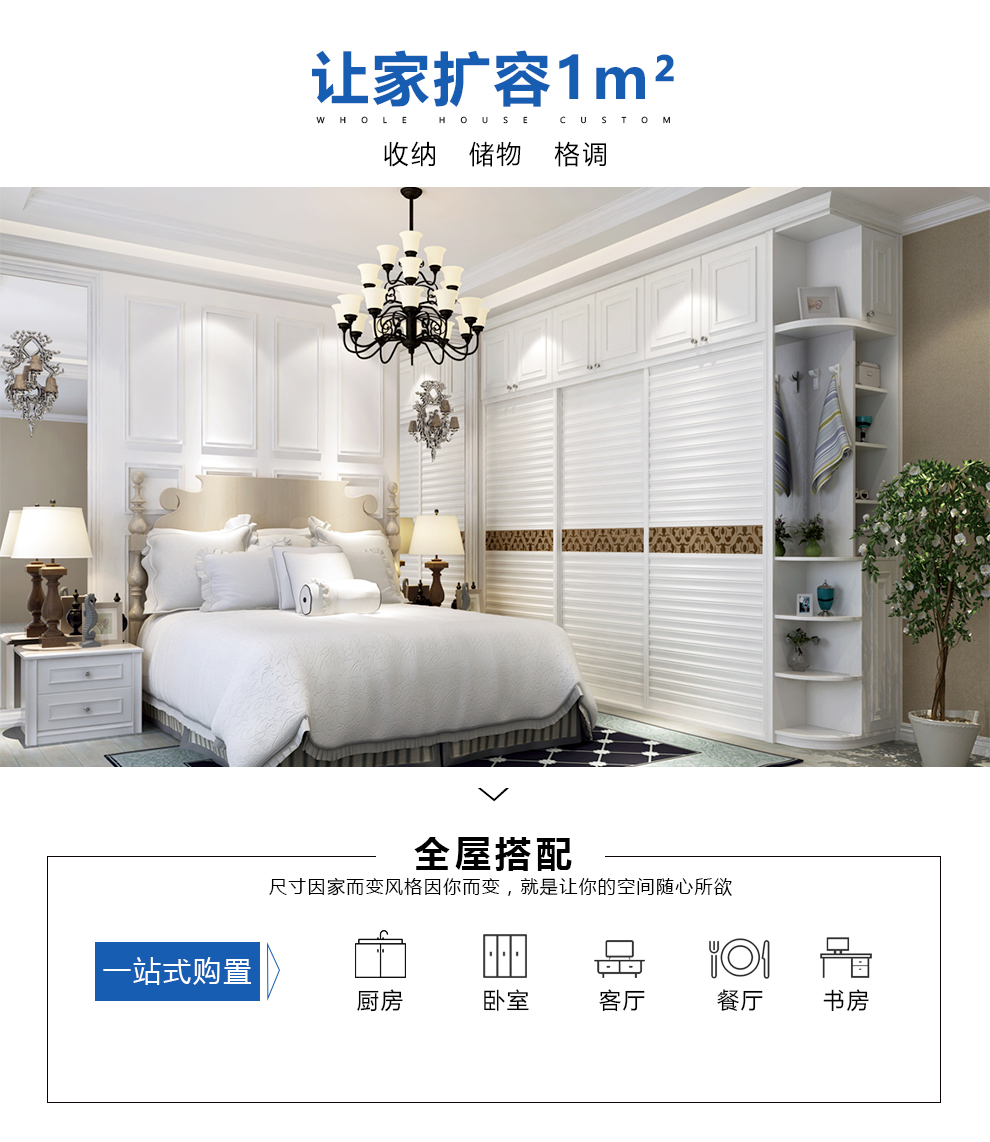 让家扩容1m²
WHOLE HOUSE CUSTOM
收纳 储物 格调
全屋搭配
尺寸因家而变风格因你而变，就是让你的空间随心所欲
一站式购置
厨房 卧室 客厅 餐厅 书房